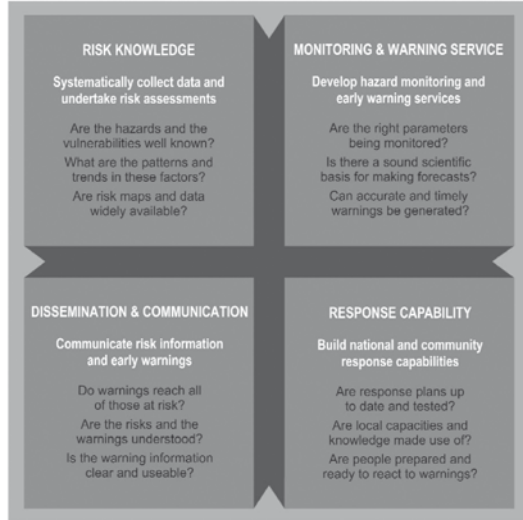 RISK KNOWLEDGE
Systematically collect data and
undertake risk assessments
Are the hazards and the
vulnerabilities well known?
What are the patterns and
trends in these factors?
Are risk maps and data
widely available?
MONITORING & WARNING SERVICE
Develop hazard monitoring and
early warning services
Are the right parameters
being monitored?
Is there a sound scientific
basis for making forecasts?
Can accurate and timely
warnings be generated?
DISSEMINATION & COMMUNICATION
Communicate risk information
and early warnings
Do warnings reach all
of those at risk?
Are the risks and the
warnings understood?
Is the warning information
clear and useable?
RESPONSE CAPABILITY
Build national and community
response capabilities
Are response plans up
to date and tested?
Are local capacities and
knowledge made use of?
Are people prepared and
ready to react to warnings?